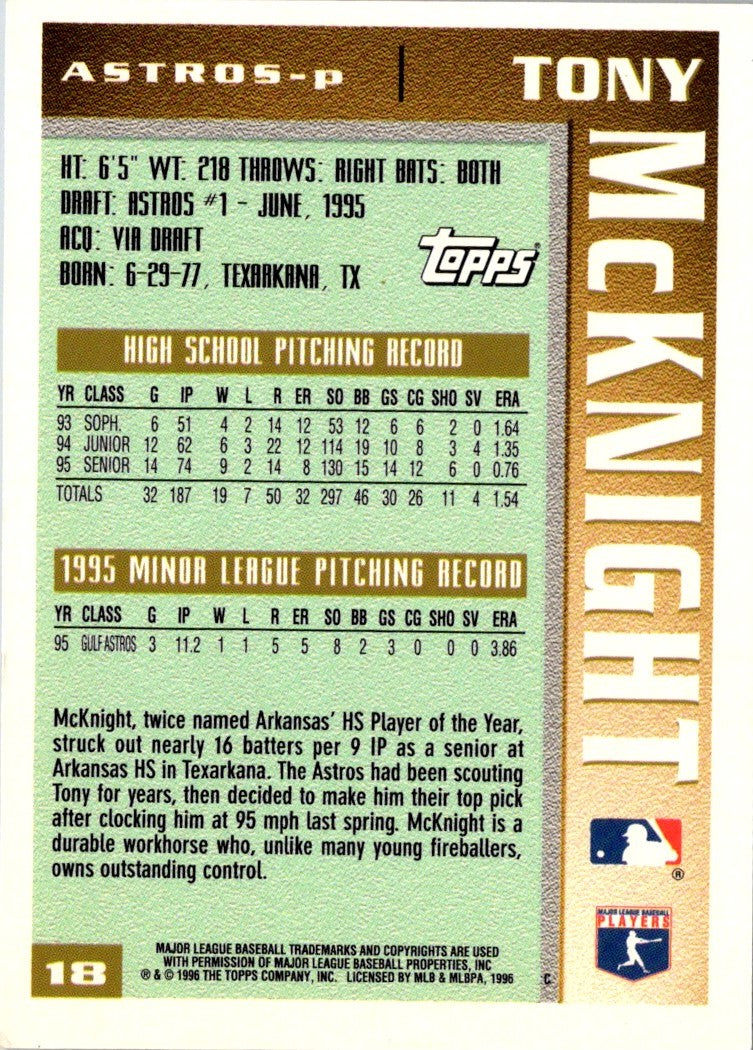 ASTROS-p
TONY
McKNIGHT
HT: 6'5" WT: 218 THROWS: RIGHT BATS: BOTH
DRAFT: ASTROS #1 - JUNE, 1995
ACQ: VIA DRAFT
BORN: 6-29-77, TEXARKANA, TX
TOPPS®
HIGH SCHOOL PITCHING RECORD
YR CLASS G IP W L R ER SO BB GS CG SHO SV ERA
93 SOPH. 6 51 4 2 14 12 53 12 6 6 2 0 1.64
94 JUNIOR 12 62 6 3 22 12 114 19 10 8 3 4 1.35
95 SENIOR 14 74 9 2 14 8 130 15 14 12 6 0 0.76
TOTALS 32 187 19 7 50 32 297 46 30 26 11 4 1.54
1995 MINOR LEAGUE PITCHING RECORD
YR CLASS G IP W L R ER SO BB GS CG SHO SV ERA
95 GULF ASTROS 3 11.2 1 1 5 5 8 2 3 0 0 0 3.86
McKnight, twice named Arkansas' HS Player of the Year,
struck out nearly 16 batters per 9 IP as a senior at
Arkansas HS in Texarkana. The Astros had been scouting
Tony for years, then decided to make him their top pick
after clocking him at 95 mph last spring. McKnight is a
durable workhorse who, unlike many young fireballers,
owns outstanding control.
®
MAJOR LEAGUE BASEBALL
PLAYERS
18
MAJOR LEAGUE BASEBALL TRADEMARKS AND COPYRIGHTS ARE USED
WITH PERMISSION OF MAJOR LEAGUE BASEBALL PROPERTIES, INC
® & © 1996 THE TOPPS COMPANY, INC. LICENSED BY MLB & MLBPA, 1996
C